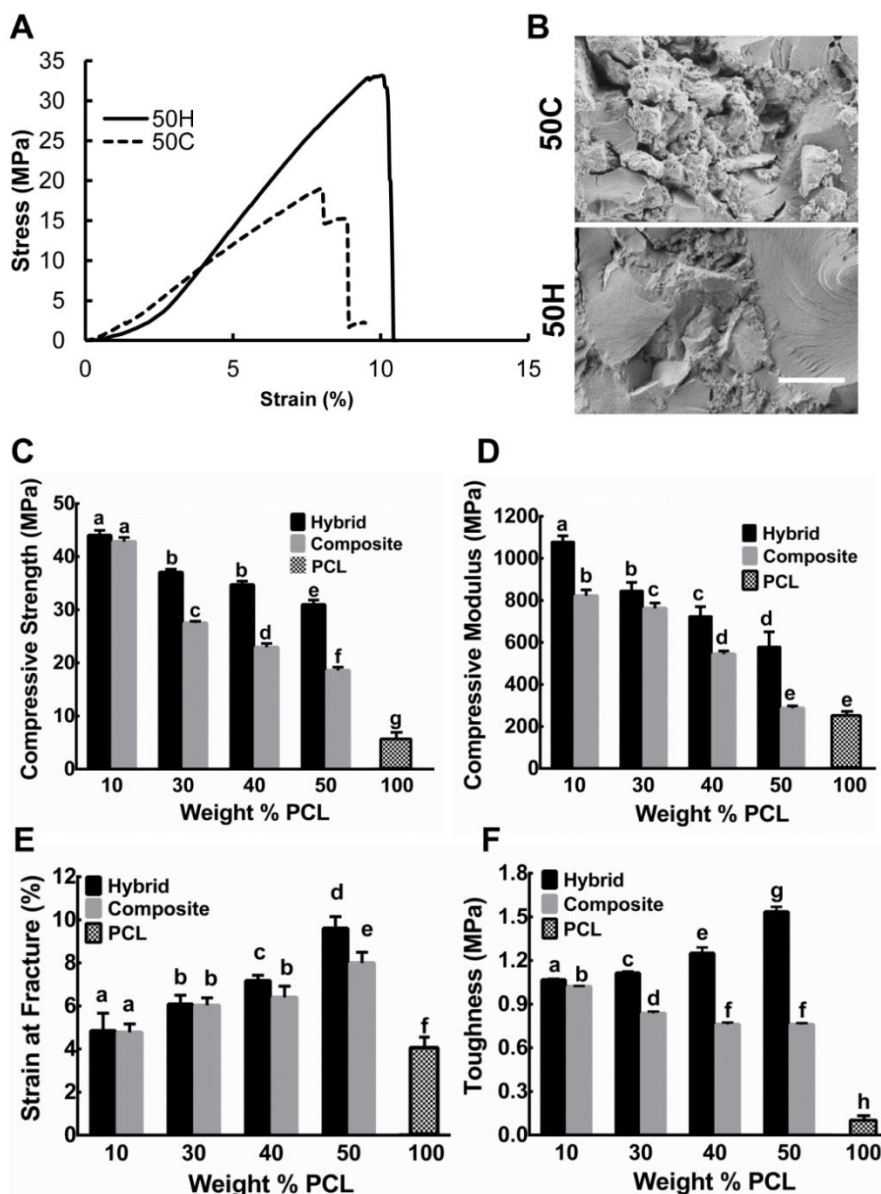 A
Stress (MPa)
35
30
25
20
15
10
5
0
50H
50C
0 5 10 15
Strain (%)
B
50C
50H
C
Compressive Strength (MPa)
50
40
30
20
10
0
Hybrid
Composite
PCL
a a b c b d e f g
10 30 40 50 100
Weight % PCL
D
Compressive Modulus (MPa)
1200
1000
800
600
400
200
0
Hybrid
Composite
PCL
a b b c c d d e e
10 30 40 50 100
Weight % PCL
E
Strain at Fracture (%)
12
10
8
6
4
2
0
Hybrid
Composite
PCL
a a b b c b d e f
10 30 40 50 100
Weight % PCL
F
Toughness (MPa)
1.8
1.5
1.2
0.9
0.6
0.3
0.0
Hybrid
Composite
PCL
a b c d e f g f h
10 30 40 50 100
Weight % PCL